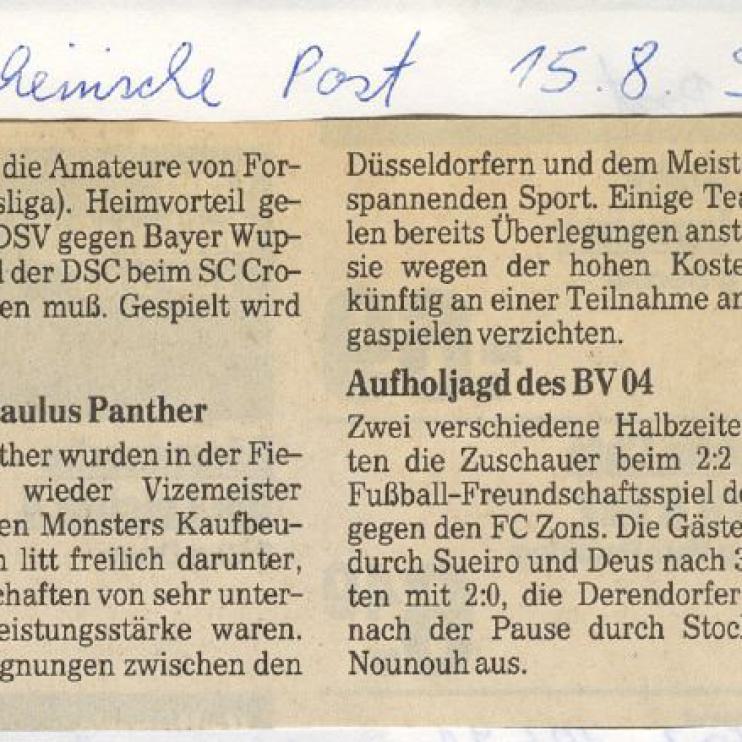 heinische Post 15.8.
die Amateure von For-
sliga). Heimvorteil ge-
DSV gegen Bayer Wup-
der DSC beim SC Cro-
en muß. Gespielt wird
aulus Panther
ther wurden in der Fie-
wieder Vizemeister
en Monsters Kaufbeu-
litt freilich darunter,
chaften von sehr unter-
eistungsstärke waren.
gnungen zwischen den
Düsseldorfern und dem Meist
spannenden Sport. Einige Tea
len bereits Überlegungen anst
sie wegen der hohen Koste
künftig an einer Teilnahme an
gaspielen verzichten.
Aufholjagd des BV 04
Zwei verschiedene Halbzeite
ten die Zuschauer beim 2:2
Fußball-Freundschaftsspiel d
gegen den FC Zons. Die Gäste
durch Sueiro und Deus nach 3
ten mit 2:0, die Derendorfer
nach der Pause durch Stoc
Nounouh aus.